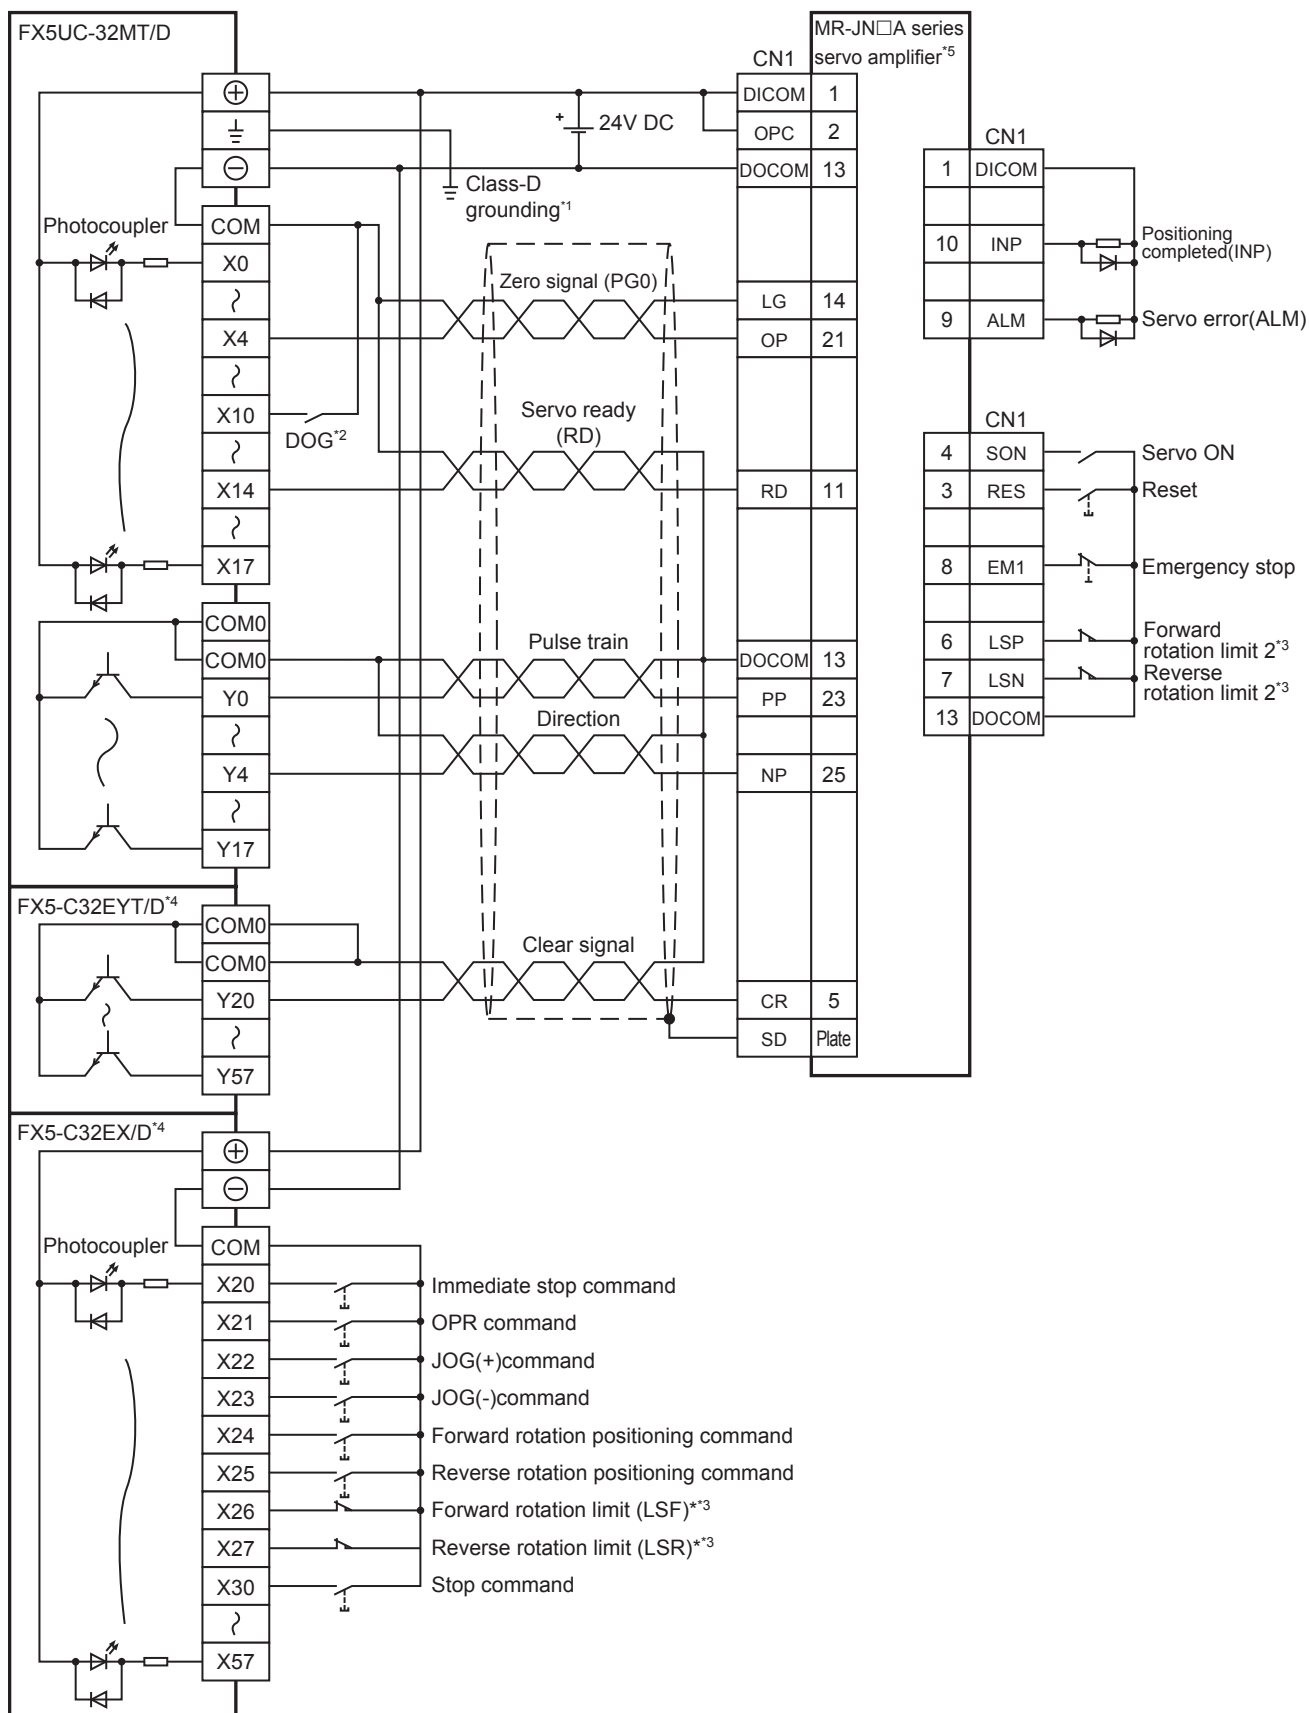 FX5UC-32MT/D
MR-JN□A series
servo amplifier*5
CN1
DICOM 1
24V DC
OPC 2
CN1
DOCOM 13
1 DICOM
Class-D
grounding*1
Photocoupler
COM
X0
Zero signal (PG0)
10 INP
Positioning
completed(INP)
LG 14
9 ALM
Servo error(ALM)
X4
OP 21
X10
DOG*2
Servo ready
(RD)
CN1
4 SON
Servo ON
X14
RD 11
3 RES
Reset
X17
8 EM1
Emergency stop
COM0
COM0
Pulse train
DOCOM 13
6 LSP
Forward
rotation limit 2*3
Y0
PP 23
7 LSN
Reverse
rotation limit 2*3
Direction
13 DOCOM
Y4
NP 25
Y17
FX5-C32EYT/D*4
COM0
COM0
Clear signal
Y20
CR 5
SD Plate
Y57
FX5-C32EX/D*4
Photocoupler
COM
X20 Immediate stop command
X21 OPR command
X22 JOG(+)command
X23 JOG(-)command
X24 Forward rotation positioning command
X25 Reverse rotation positioning command
X26 Forward rotation limit (LSF)**3
X27 Reverse rotation limit (LSR)**3
X30 Stop command
X57